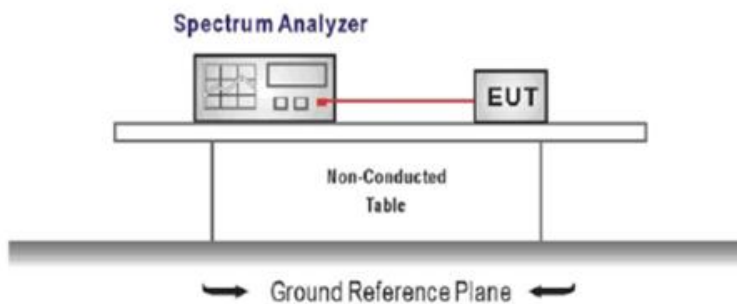 Spectrum Analyzer
EUT
Non-Conducted
Table
Ground Reference Plane